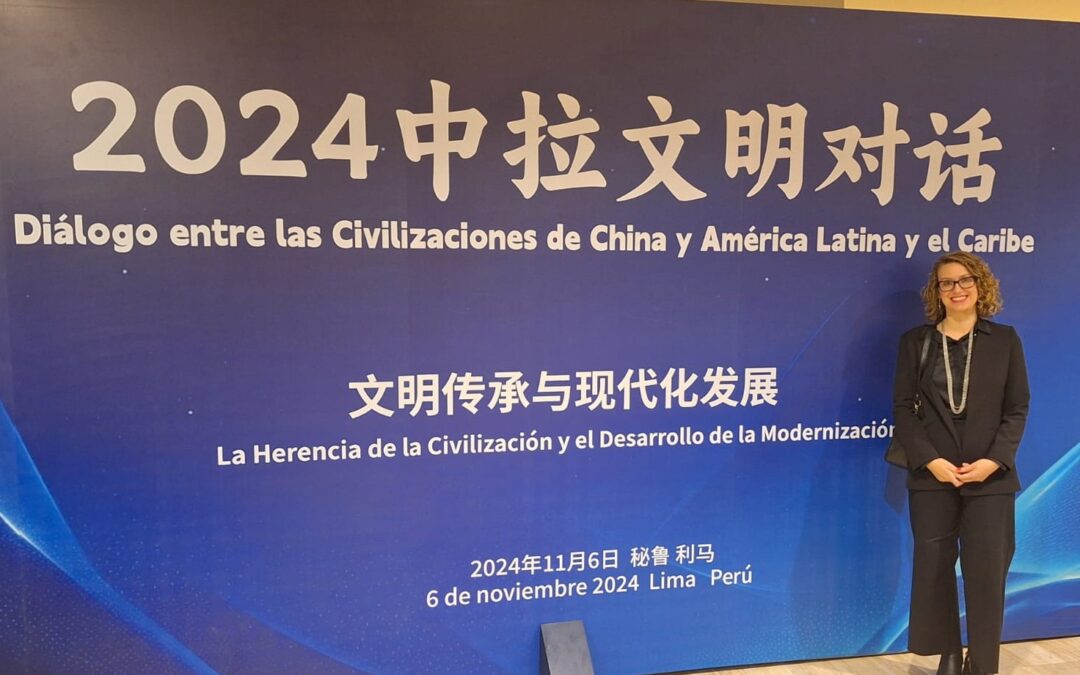 2024中拉文明对话
Diálogo entre las Civilizaciones de China y América Latina y el Caribe
文明传承与现代化发展
La Herencia de la Civilización y el Desarrollo de la Modernización
2024年11月6日 秘鲁 利马
6 de noviembre 2024 Lima Perú